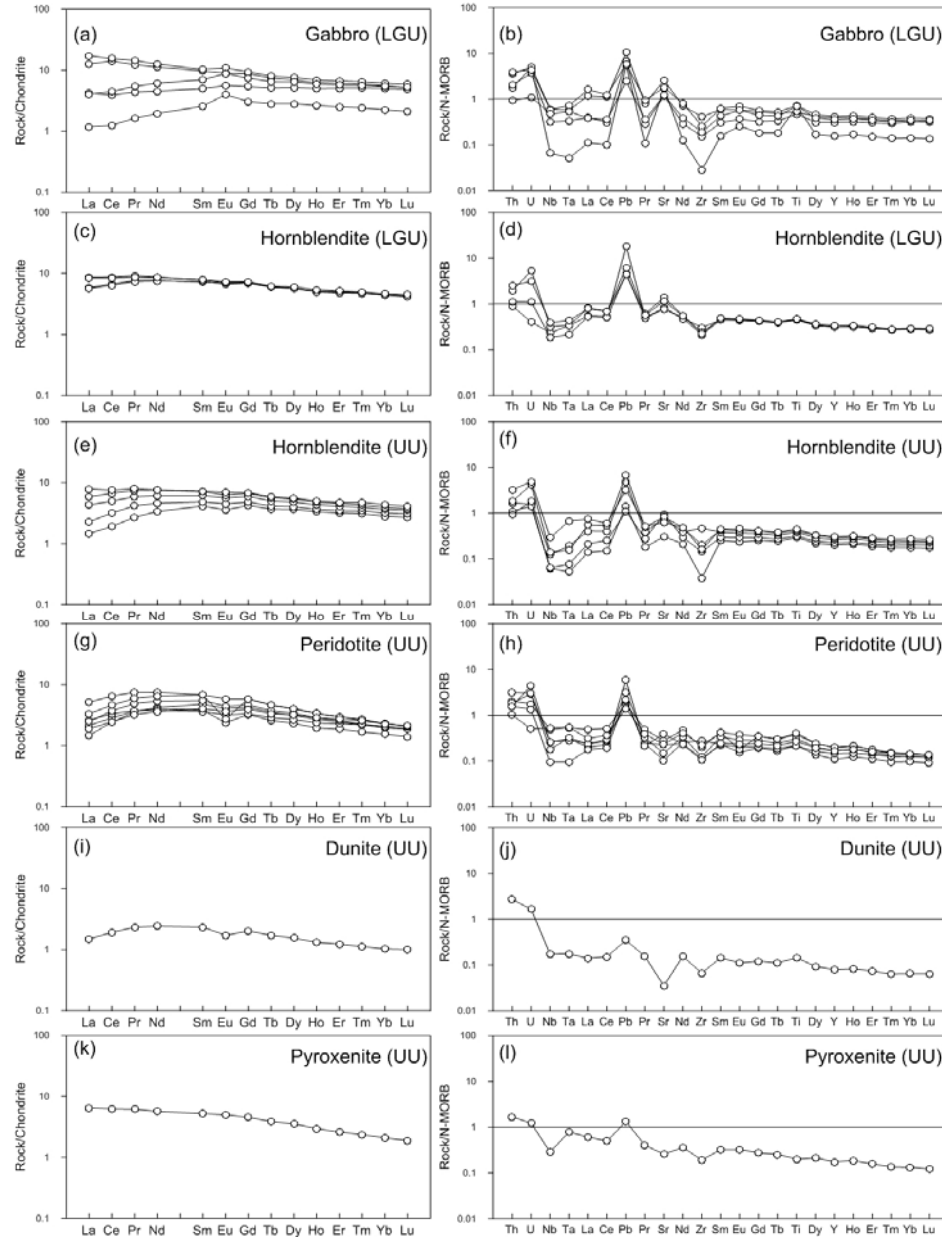 100
(a)
Gabbro (LGU)
10
1
0.1
Rock/Chondrite
La Ce Pr Nd Sm Eu Gd Tb Dy Ho Er Tm Yb Lu
100
(b)
Gabbro (LGU)
10
1
0.1
0.01
Rock/N-MORB
Th U Nb Ta La Ce Pb Pr Sr Nd Zr Sm Eu Gd Tb Ti Dy Y Ho Er Tm Yb Lu
100
(c)
Hornblendite (LGU)
10
1
0.1
Rock/Chondrite
La Ce Pr Nd Sm Eu Gd Tb Dy Ho Er Tm Yb Lu
100
(d)
Hornblendite (LGU)
10
1
0.1
0.01
Rock/N-MORB
Th U Nb Ta La Ce Pb Pr Sr Nd Zr Sm Eu Gd Tb Ti Dy Y Ho Er Tm Yb Lu
100
(e)
Hornblendite (UU)
10
1
0.1
Rock/Chondrite
La Ce Pr Nd Sm Eu Gd Tb Dy Ho Er Tm Yb Lu
100
(f)
Hornblendite (UU)
10
1
0.1
0.01
Rock/N-MORB
Th U Nb Ta La Ce Pb Pr Sr Nd Zr Sm Eu Gd Tb Ti Dy Y Ho Er Tm Yb Lu
100
(g)
Peridotite (UU)
10
1
0.1
Rock/Chondrite
La Ce Pr Nd Sm Eu Gd Tb Dy Ho Er Tm Yb Lu
100
(h)
Peridotite (UU)
10
1
0.1
0.01
Rock/N-MORB
Th U Nb Ta La Ce Pb Pr Sr Nd Zr Sm Eu Gd Tb Ti Dy Y Ho Er Tm Yb Lu
100
(i)
Dunite (UU)
10
1
0.1
Rock/Chondrite
La Ce Pr Nd Sm Eu Gd Tb Dy Ho Er Tm Yb Lu
100
(j)
Dunite (UU)
10
1
0.1
0.01
Rock/N-MORB
Th U Nb Ta La Ce Pb Pr Sr Nd Zr Sm Eu Gd Tb Ti Dy Y Ho Er Tm Yb Lu
100
(k)
Pyroxenite (UU)
10
1
0.1
Rock/Chondrite
La Ce Pr Nd Sm Eu Gd Tb Dy Ho Er Tm Yb Lu
100
(l)
Pyroxenite (UU)
10
1
0.1
0.01
Rock/N-MORB
Th U Nb Ta La Ce Pb Pr Sr Nd Zr Sm Eu Gd Tb Ti Dy Y Ho Er Tm Yb Lu